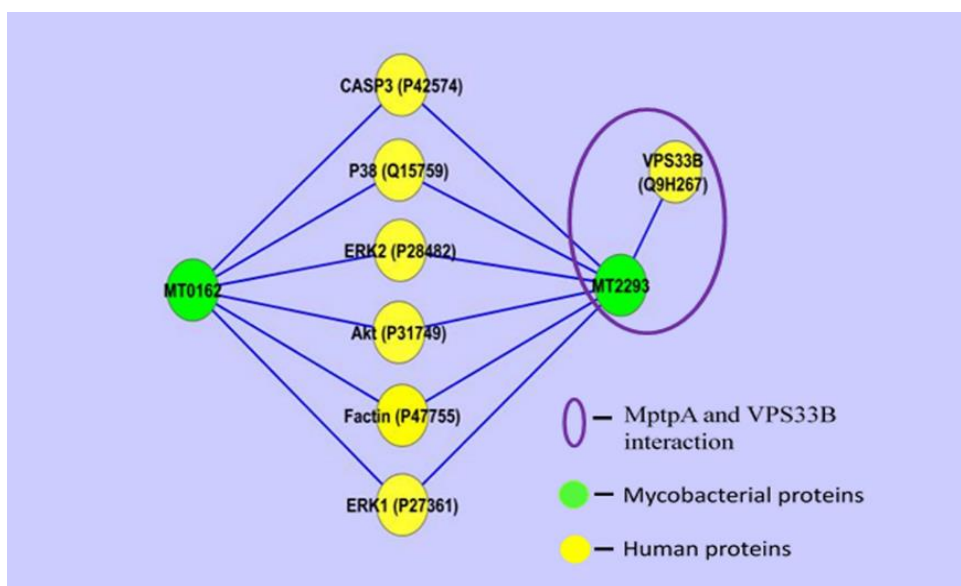 CASP3 (P42574)
P38 (Q15759)
VPS33B
(Q9H267)
ERK2 (P28482)
MT0162
MT2293
Akt (P31749)
Factin (P47755)
ERK1 (P27361)
– MptpA and VPS33B
interaction
– Mycobacterial proteins
– Human proteins